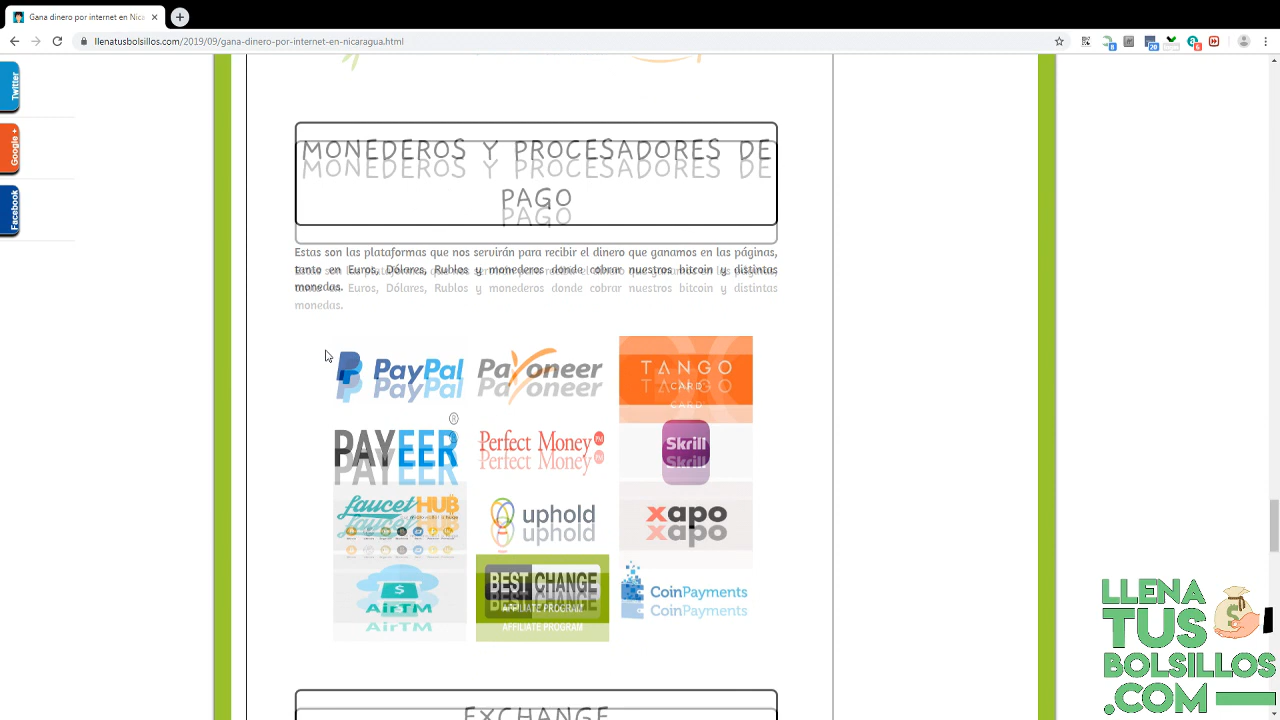 Gana dinero por internet en Nica
llenatusbolsillos.com/2019/09/gana-dinero-por-internet-en-nicaragua.html
Twitter
Google +
Facebook
MONEDEROS Y PROCESADORES DE
PAGO
Estas son las plataformas que nos servirán para recibir el dinero que ganamos en las páginas,
tanto en Euros, Dólares, Rublos y monederos donde cobrar nuestros bitcoin y distintas
monedas.
PayPal
Payoneer
TANGO
CARD
PAYEER®
Perfect Money TM
Skrill
faucetHUB
uphold
xapo
AirTM
BEST CHANGE
AFFILIATE PROGRAM
CoinPayments
EXCHANGE
LLENA
TUS
BOLSILLOS
.COM